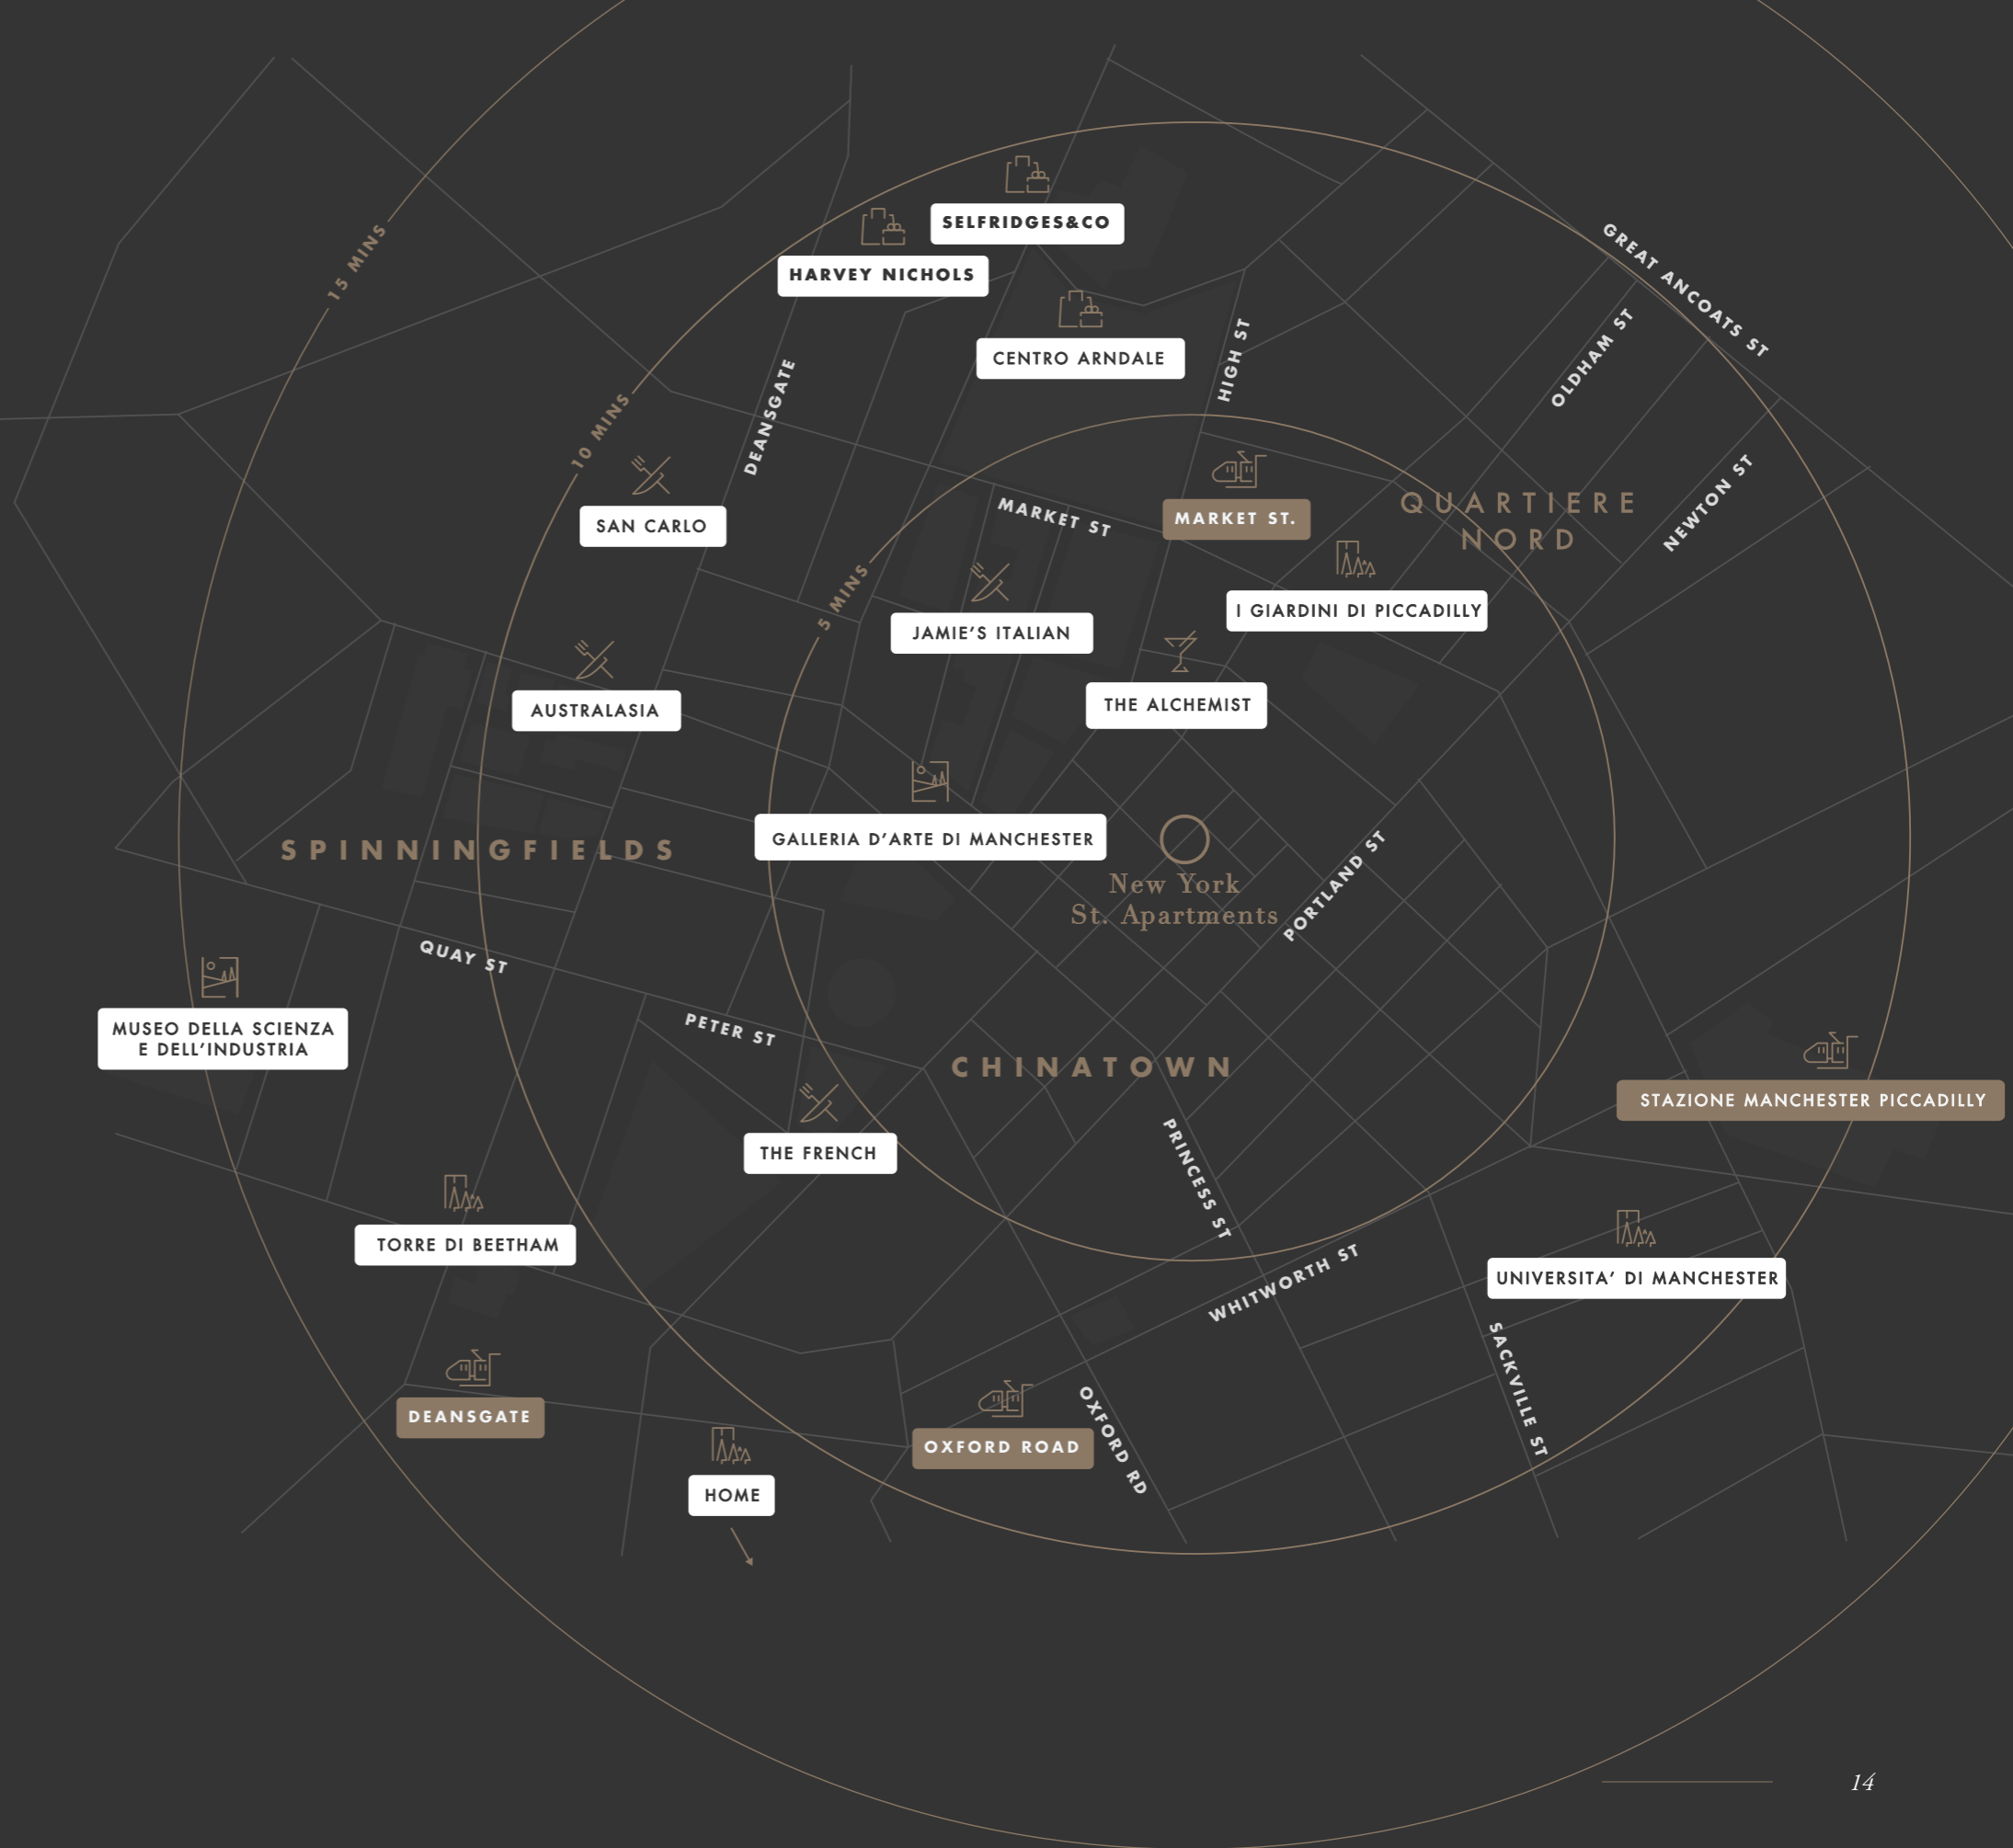 SELFRIDGES&CO
HARVEY NICHOLS
15 MINS
GREAT ANCOATS ST
CENTRO ARNDALE
HIGH ST
OLDHAM ST
DEANSGATE
10 MINS
SAN CARLO
MARKET ST
MARKET ST.
QUARTIERE
NORD
NEWTON ST
5 MINS
JAMIE’S ITALIAN
I GIARDINI DI PICCADILLY
AUSTRALASIA
THE ALCHEMIST
SPINNINGFIELDS
GALLERIA D’ARTE DI MANCHESTER
New York
St. Apartments
PORTLAND ST
QUAY ST
PETER ST
MUSEO DELLA SCIENZA
E DELL’INDUSTRIA
CHINATOWN
STAZIONE MANCHESTER PICCADILLY
THE FRENCH
PRINCESS ST
TORRE DI BEETHAM
WHITWORTH ST
UNIVERSITA’ DI MANCHESTER
SACKVILLE ST
DEANSGATE
OXFORD ROAD
OXFORD RD
HOME
14